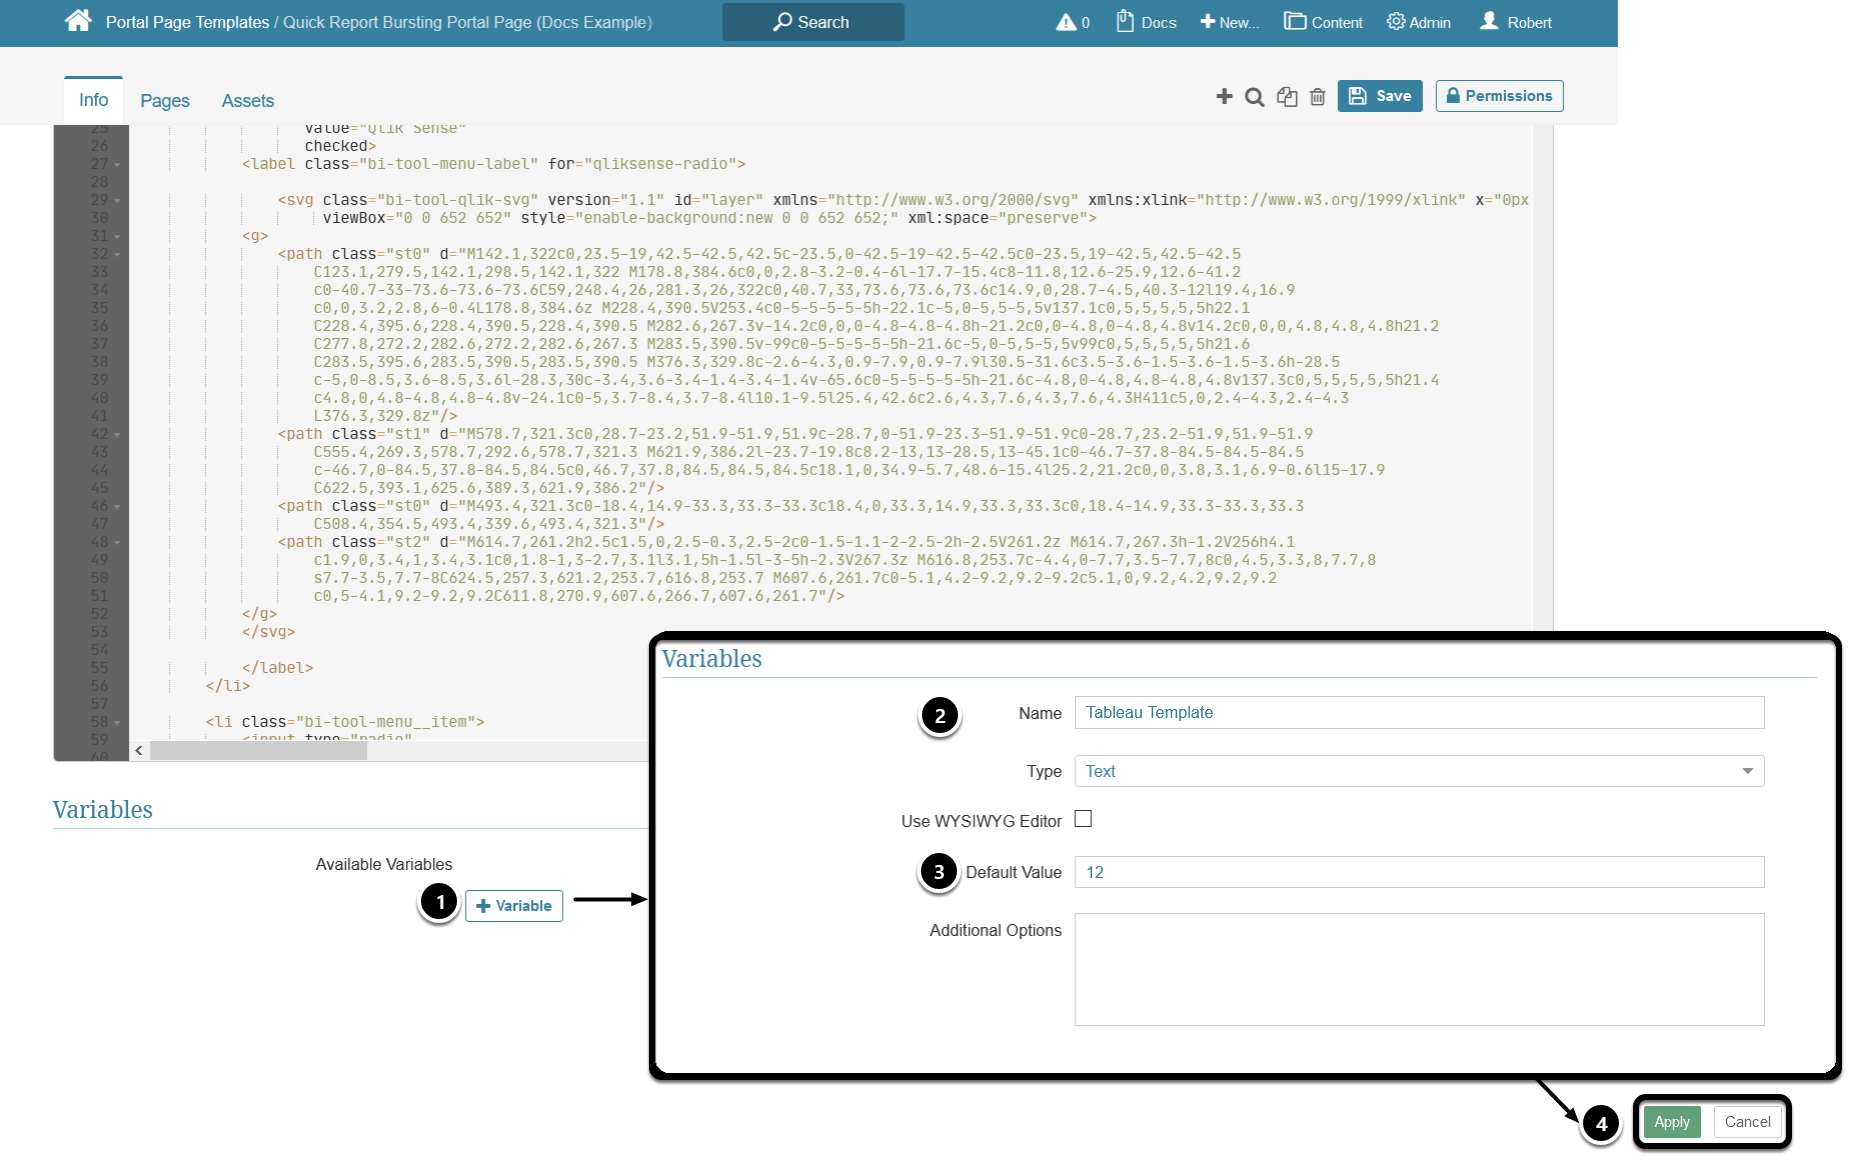 Portal Page Templates / Quick Report Bursting Portal Page (Docs Example)
Search
0
Docs
New...
Content
Admin
Robert
Info
Pages
Assets
Save
Permissions
25 value="Qlik Sense"
26 checked>
27 <label class="bi-tool-menu-label" for="qliksense-radio">
28
29 <svg class="bi-tool-qlik-svg" version="1.1" id="layer" xmlns="http://www.w3.org/2000/svg" xmlns:xlink="http://www.w3.org/1999/xlink" x="0px
30 viewBox="0 0 652 652" style="enable-background:new 0 0 652 652;" xml:space="preserve">
31 <g>
32 <path class="st0" d="M142.1,322c0,23.5-19,42.5-42.5,42.5c-23.5,0-42.5-19-42.5-42.5c0-23.5,19-42.5,42.5-42.5
33 C123.1,279.5,142.1,298.5,142.1,322 M178.8,384.6c0,0,2.8-3.2-0.4-6l-17.7-15.4c8-11.8,12.6-25.9,12.6-41.2
34 c0-40.7-33-73.6-73.6-73.6C59,248.4,26,281.3,26,322c0,40.7,33,73.6,73.6,73.6c14.9,0,28.7-4.5,40.3-12l19.4,16.9
35 c0,0,3.2,2.8,6-0.4L178.8,384.6z M228.4,390.5V253.4c0-5-5-5-5-5h-22.1c-5,0-5,5-5,5v137.1c0,5,5,5,5,5h22.1
36 C228.4,395.6,228.4,390.5,228.4,390.5 M282.6,267.3v-14.2c0,0,0-4.8-4.8-4.8h-21.2c0,0-4.8,0-4.8,4.8v14.2c0,0,0,4.8,4.8,4.8h21.2
37 C277.8,272.2,282.6,272.2,282.6,267.3 M283.5,390.5v-99c0-5-5-5-5-5h-21.6c-5,0-5,5-5,5v99c0,5,5,5,5,5h21.6
38 C283.5,395.6,283.5,390.5,283.5,390.5 M376.3,329.8c-2.6-4.3,0.9-7.9,0.9-7.9l30.5-31.6c3.5-3.6-1.5-3.6-1.5-3.6h-28.5
39 c-5,0-8.5,3.6-8.5,3.6l-28.3,30c-3.4,3.6-3.4-1.4-3.4-1.4v-65.6c0-5-5-5-5-5h-21.6c-4.8,0-4.8,4.8-4.8,4.8v137.3c0,5,5,5,5,5h21.4
40 c4.8,0,4.8-4.8,4.8-4.8v-24.1c0-5,3.7-8.4,3.7-8.4l10.1-9.5l25.4,42.6c2.6,4.3,7.6,4.3,7.6,4.3H411c5,0,2.4-4.3,2.4-4.3
41 L376.3,329.8z"/>
42 <path class="st1" d="M578.7,321.3c0,28.7-23.2,51.9-51.9,51.9c-28.7,0-51.9-23.3-51.9-51.9c0-28.7,23.2-51.9,51.9-51.9
43 C555.4,269.3,578.7,292.6,578.7,321.3 M621.9,386.2l-23.7-19.8c8.2-13,13-28.5,13-45.1c0-46.7-37.8-84.5-84.5-84.5
44 c-46.7,0-84.5,37.8-84.5,84.5c0,46.7,37.8,84.5,84.5,84.5c18.1,0,34.9-5.7,48.6-15.4l25.2,21.2c0,0,3.8,3.1,6.9-0.6l15-17.9
45 C622.5,393.1,625.6,389.3,621.9,386.2"/>
46 <path class="st0" d="M493.4,321.3c0-18.4,14.9-33.3,33.3-33.3c18.4,0,33.3,14.9,33.3,33.3c0,18.4-14.9,33.3-33.3,33.3
47 C508.4,354.5,493.4,339.6,493.4,321.3"/>
48 <path class="st2" d="M614.7,261.2h2.5c1.5,0,2.5-0.3,2.5-2c0-1.5-1.1-2-2.5-2h-2.5V261.2z M614.7,267.3h-1.2V256h4.1
49 c1.9,0,3.4,1,3.4,3.1c0,1.8-1,3-2.7,3.1l3.1,5h-1.5l-3-5h-2.3V267.3z M616.8,253.7c-4.4,0-7.7,3.5-7.7,8c0,4.5,3.3,8,7.7,8
50 s7.7-3.5,7.7-8C624.5,257.3,621.2,253.7,616.8,253.7 M607.6,261.7c0-5.1,4.2-9.2,9.2-9.2c5.1,0,9.2,4.2,9.2,9.2
51 c0,5-4.1,9.2-9.2,9.2C611.8,270.9,607.6,266.7,607.6,261.7"/>
52 </g>
53 </svg>
54
55 </label>
56 </li>
57
58 <li class="bi-tool-menu__item">
59 <input type="radio"
60
Variables
Available Variables
1
Variable
Variables
2
Name
Tableau Template
Type
Text
Use WYSIWYG Editor
3
Default Value
12
Additional Options
4
Apply
Cancel